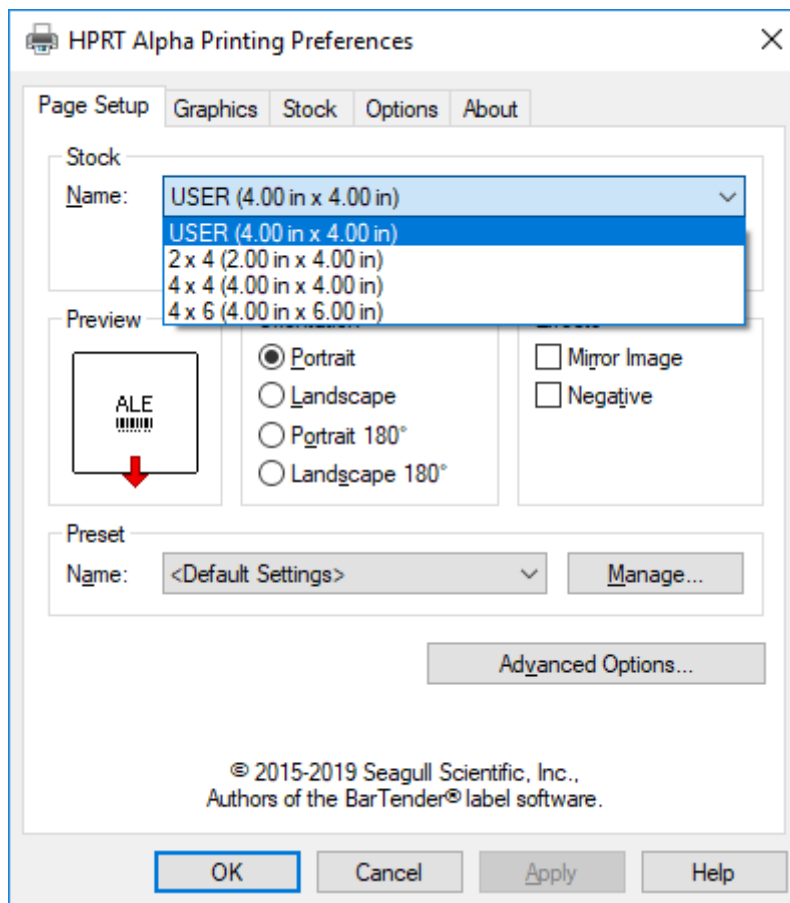 HPRT Alpha Printing Preferences
Page Setup Graphics Stock Options About
Stock
Name: USER (4.00 in x 4.00 in)
USER (4.00 in x 4.00 in)
2 x 4 (2.00 in x 4.00 in)
4 x 4 (4.00 in x 4.00 in)
4 x 6 (4.00 in x 6.00 in)
Preview
ALE
Orientation
Portrait
Landscape
Portrait 180°
Landscape 180°
Effects
Mirror Image
Negative
Preset
Name: <Default Settings> Manage...
Advanced Options...
© 2015-2019 Seagull Scientific, Inc.,
Authors of the BarTender® label software.
OK Cancel Apply Help